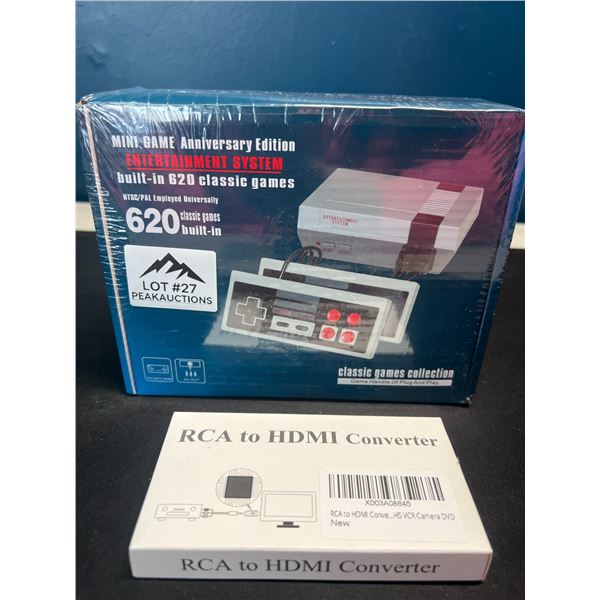 MINI GAME Anniversary Edition
ENTERTAINMENT SYSTEM
built-in 620 classic games
NTSC/PAL Employed Universally
620 classic games
built-in
ENTERTAINMENT
SYSTEM
LOT #27
PEAKAUCTIONS
AV OUT
classic games collection
Game Handle Of Plug And Play
RCA to HDMI Converter
X003A08645
RCA to HDMI Conve...HS VCR Camera DVD
New
RCA to HDMI Converter